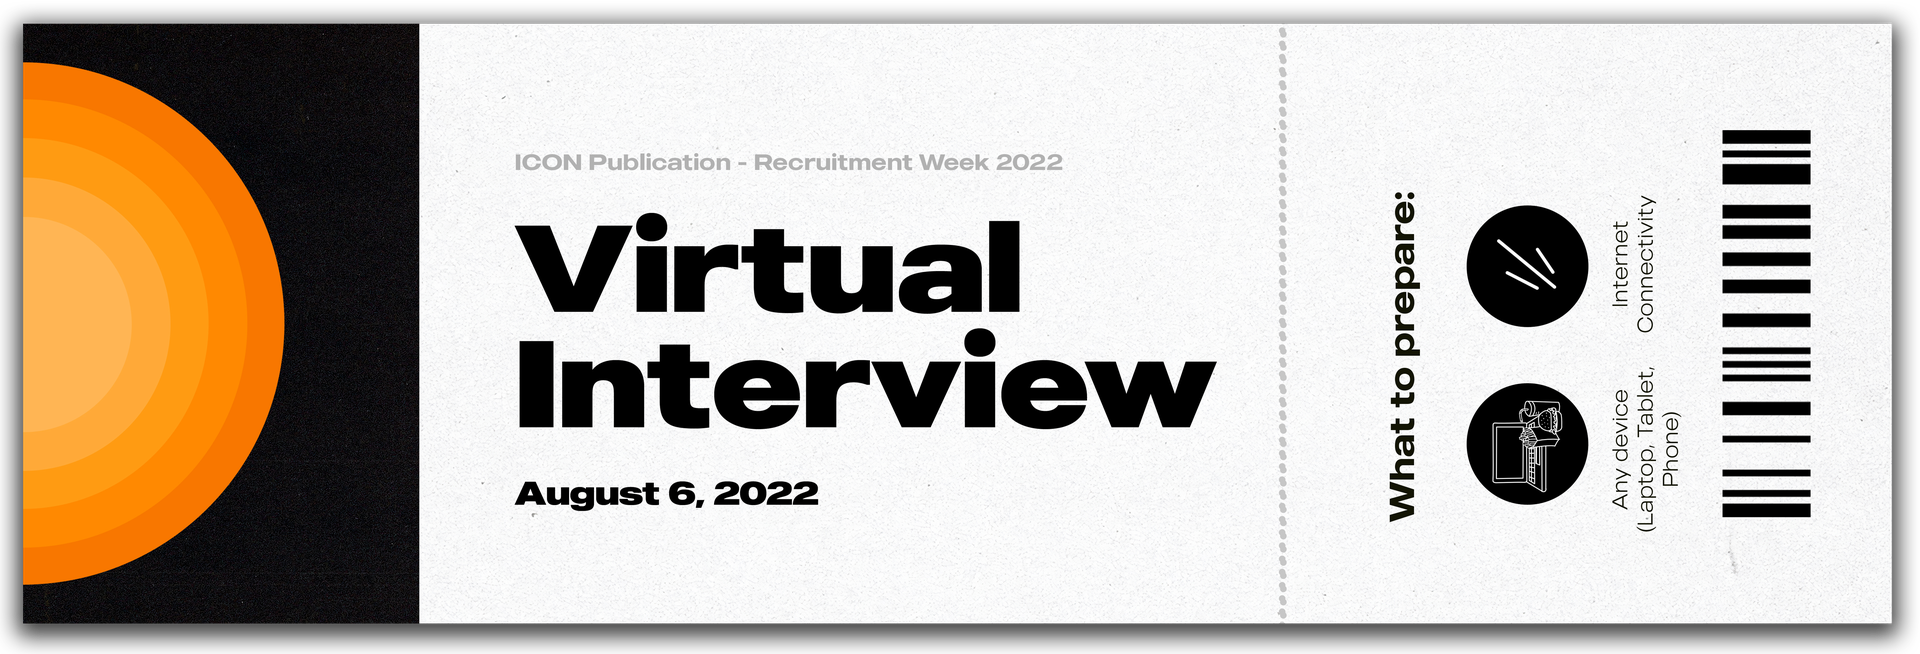 ICON Publication - Recruitment Week 2022
Virtual
Interview
August 6, 2022
What to prepare:
Any device
(Laptop, Tablet,
Phone)
Internet
Connectivity